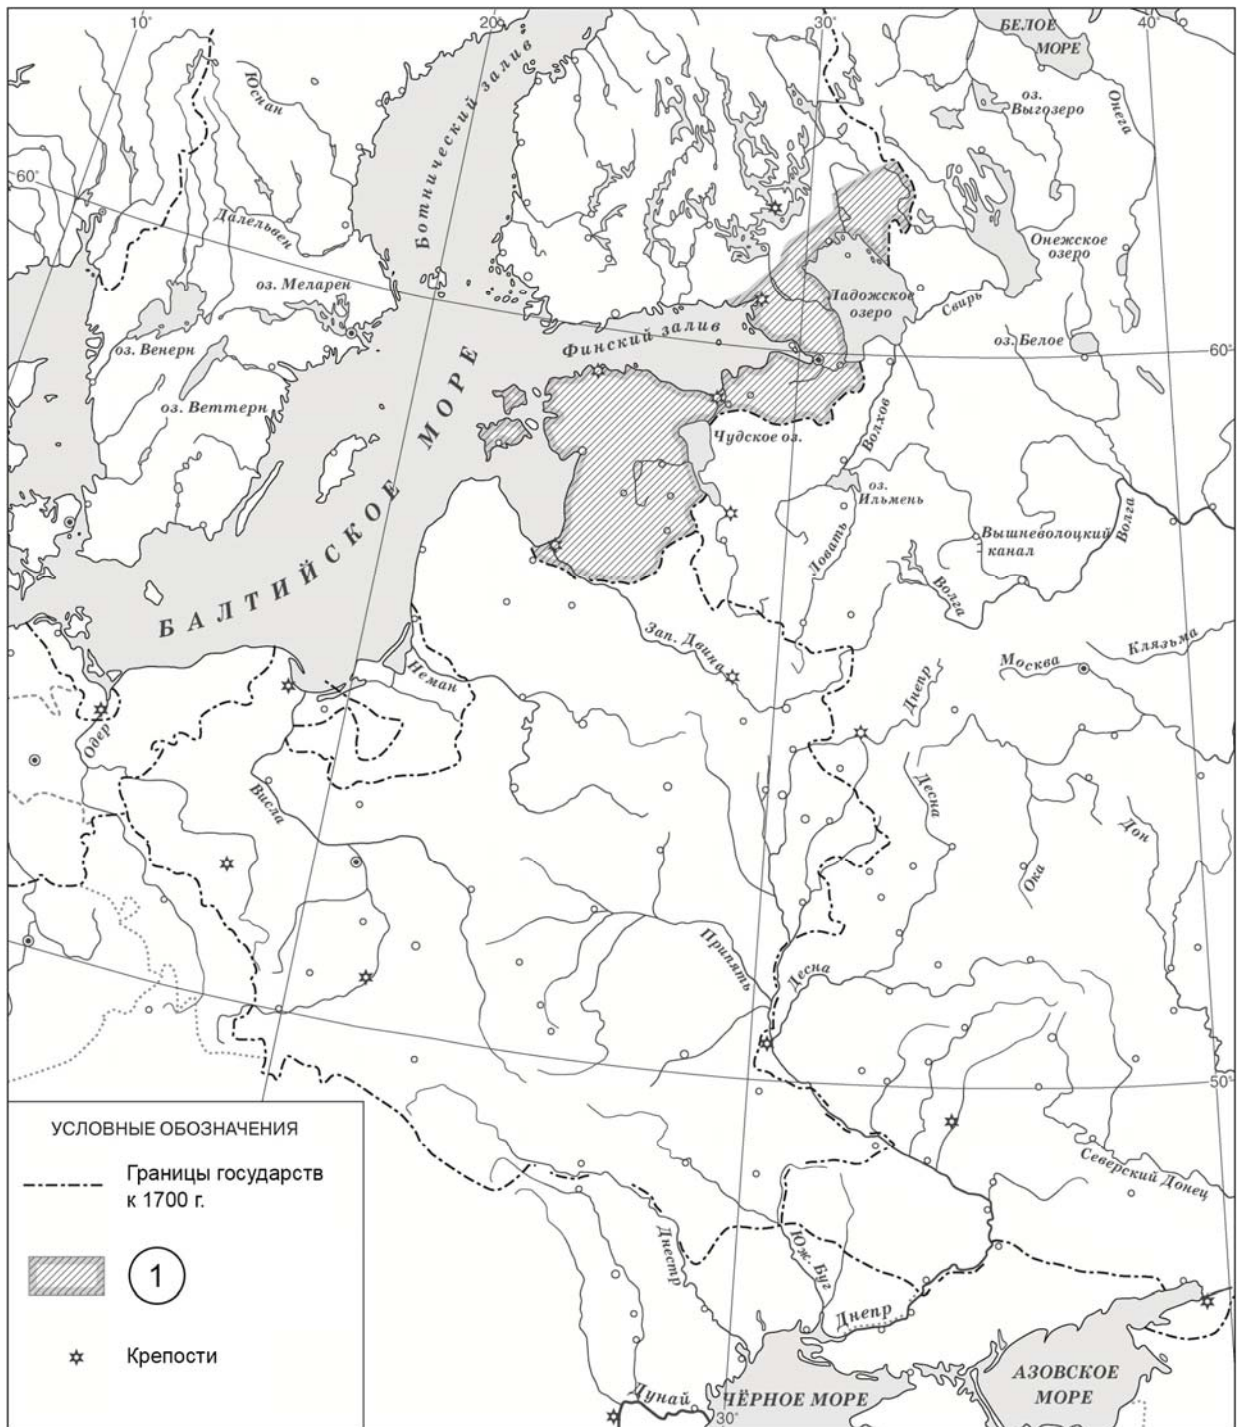 10°
20°
30°
40°
БЕЛОЕ
МОРЕ
Юснан
Ботнический залив
оз.
Выгозеро
Онега
60°
Далельвен
Онежское
озеро
оз. Меларен
Ладожское
озеро
Свирь
оз. Венерн
Финский залив
оз. Белое
60°
оз. Веттерн
Волхов
Чудское оз.
оз.
Ильмень
БАЛТИЙСКОЕ МОРЕ
Ловать
Вышневолоцкий
канал
Волга
Волга
Зап. Двина
Клязьма
Москва
Неман
Днепр
Одер
Висла
Десна
Дон
Ока
Припять
Десна
50°
УСЛОВНЫЕ ОБОЗНАЧЕНИЯ
Границы государств
к 1700 г.
1
Крепости
Северский Донец
Днестр
Юж. Буг
Днепр
Дунай
ЧЁРНОЕ МОРЕ
30°
АЗОВСКОЕ
МОРЕ